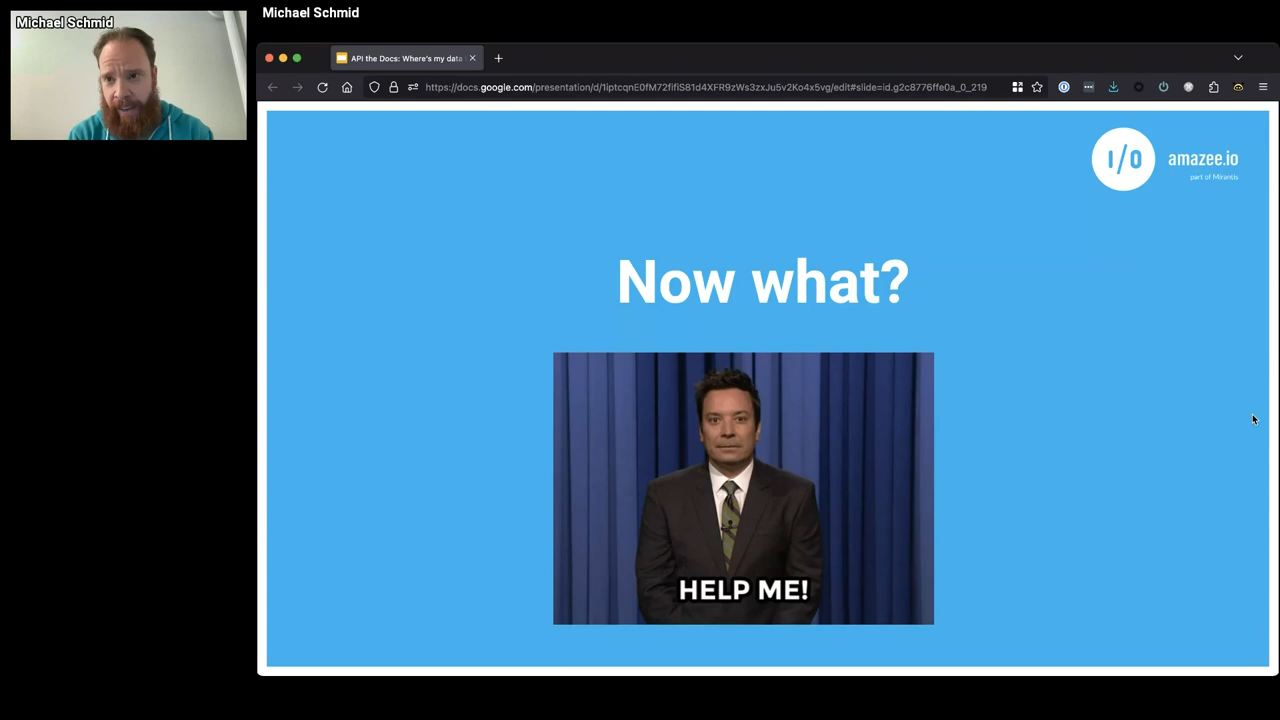 Michael Schmid
Michael Schmid
API the Docs: Where's my data
https://docs.google.com/presentation/d/1iptcqnE0fM72fifiS81d4XFR9zWs3zxJu5v2Ko4x5vg/edit#slide=id.g2c8776ffe0a_0_219
I/O
amazee.io
part of Mirantis
Now what?
HELP ME!